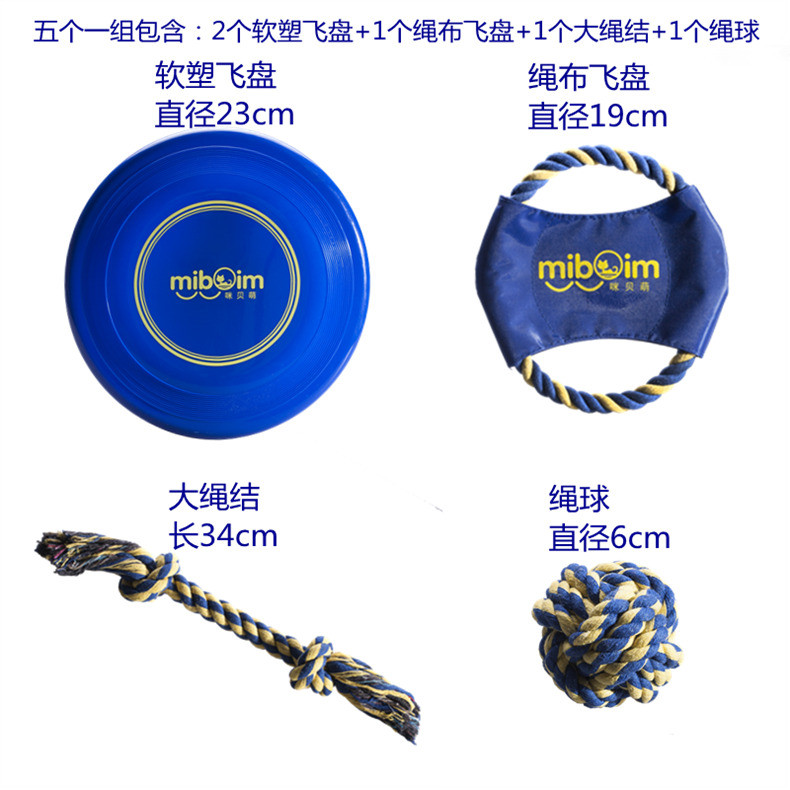 五个一组包含：2个软塑飞盘+1个绳布飞盘+1个大绳结+1个绳球
软塑飞盘
直径23cm
绳布飞盘
直径19cm
miboim
咪贝萌
miboim
咪贝萌
大绳结
长34cm
绳球
直径6cm